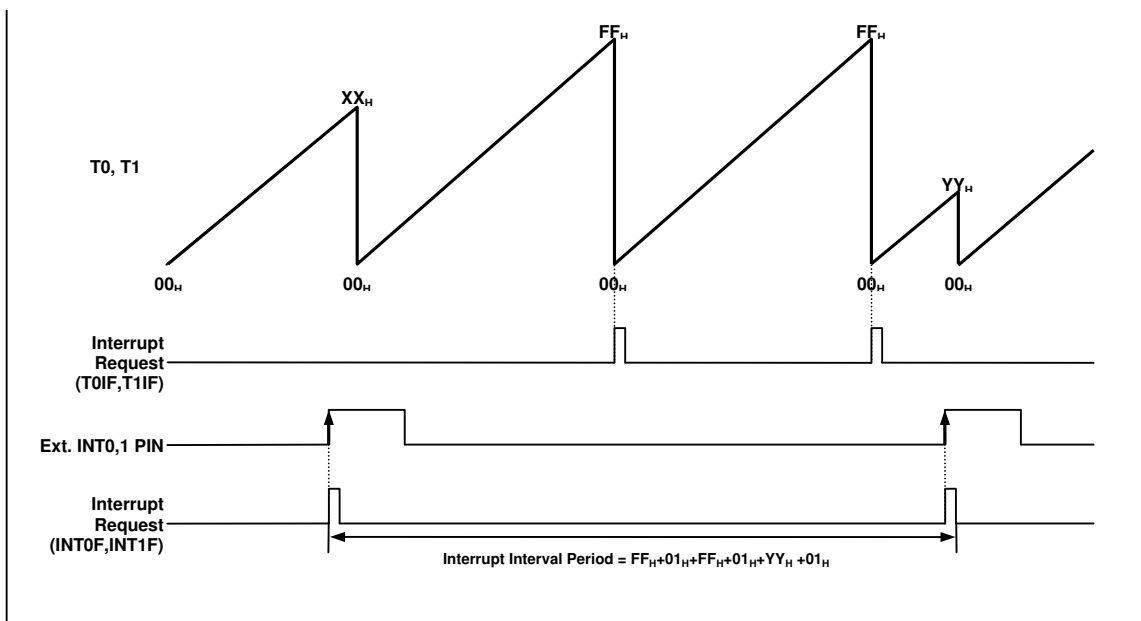 FFH FFH
XXH
T0, T1
YYH
00H 00H 00H 00H 00H
Interrupt
Request
(T0IF,T1IF)
Ext. INT0,1 PIN
Interrupt
Request
(INT0F,INT1F)
Interrupt Interval Period = FFH+01H+FFH+01H+YYH +01H